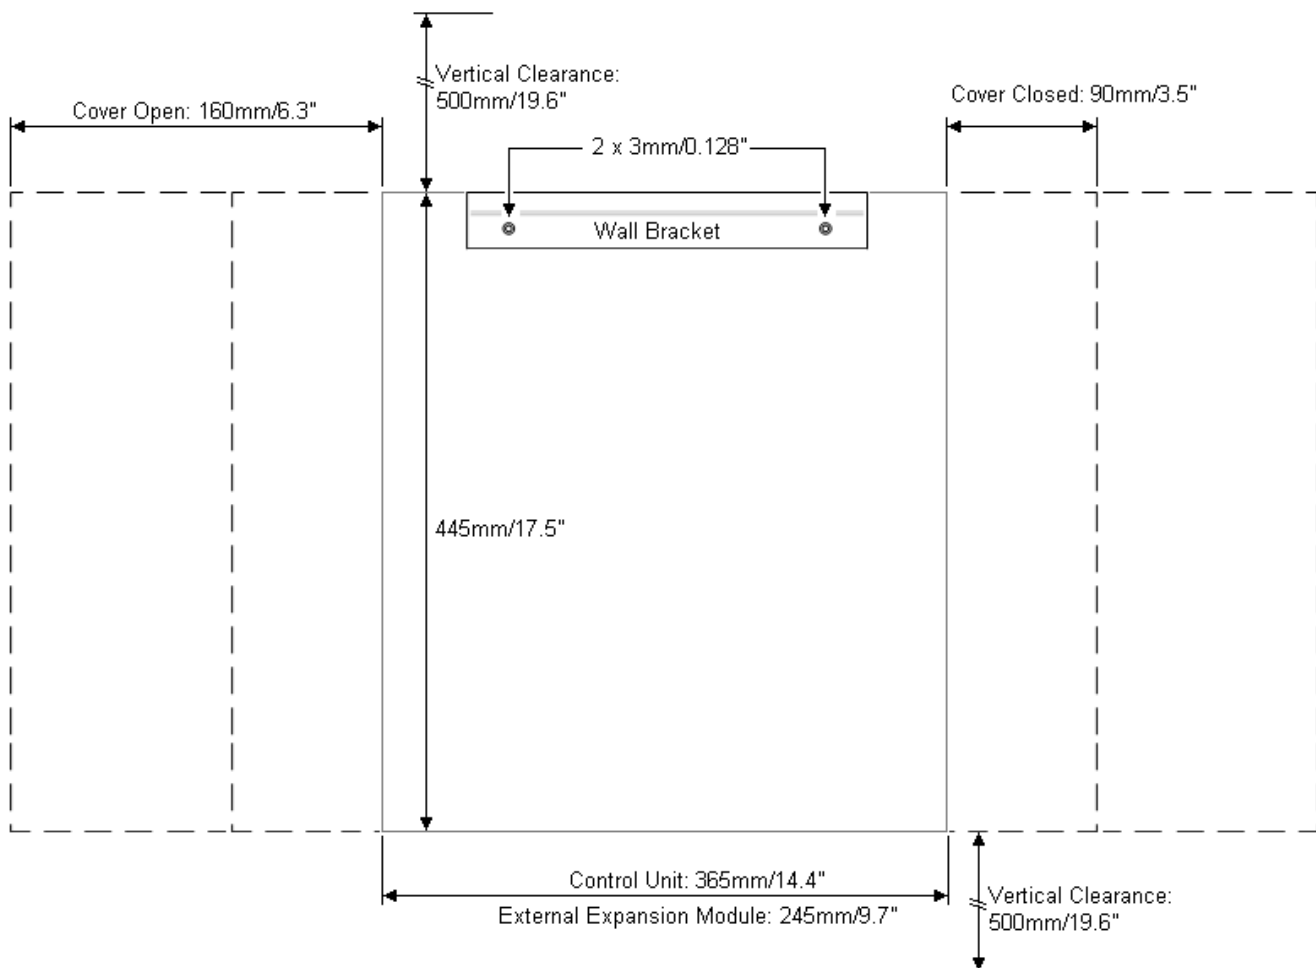 Vertical Clearance:
500mm/19.6"
Cover Open: 160mm/6.3"
Cover Closed: 90mm/3.5"
2 x 3mm/0.128"
Wall Bracket
445mm/17.5"
Control Unit: 365mm/14.4"
External Expansion Module: 245mm/9.7"
Vertical Clearance:
500mm/19.6"